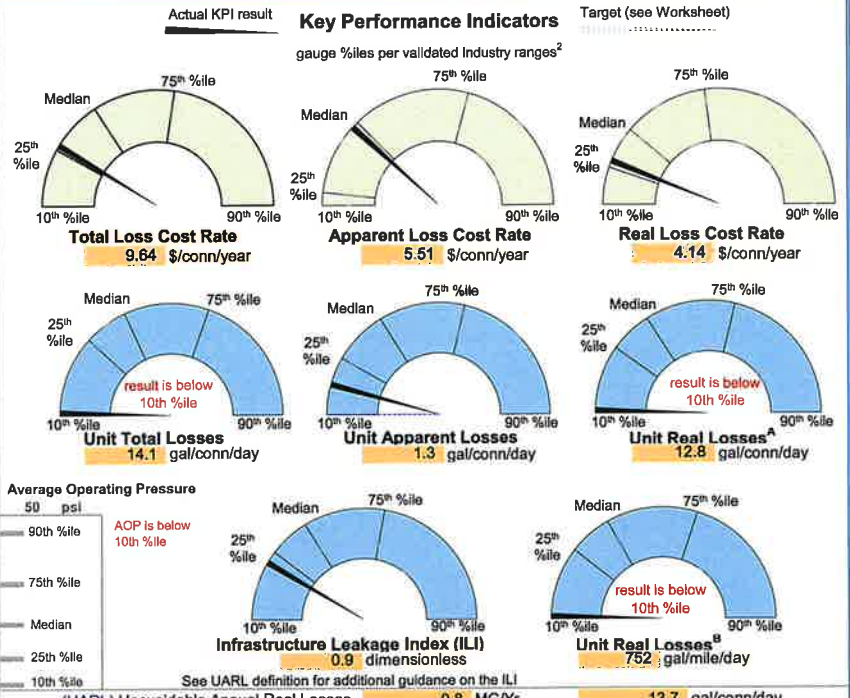 Actual KPI result
Key Performance Indicators
Target (see Worksheet)
gauge %iles per validated Industry ranges²
75th %ile
Median
25th %ile
10th %ile
90th %ile
Total Loss Cost Rate
9.64 $/conn/year
75th %ile
Median
25th %ile
10th %ile
90th %ile
Apparent Loss Cost Rate
5.51 $/conn/year
75th %ile
Median
25th %ile
10th %ile
90th %ile
Real Loss Cost Rate
4.14 $/conn/year
Median
75th %ile
25th %ile
result is below
10th %ile
10th %ile
90th %ile
Unit Total Losses
14.1 gal/conn/day
75th %ile
Median
25th %ile
10th %ile
90th %ile
Unit Apparent Losses
1.3 gal/conn/day
75th %ile
Median
25th %ile
result is below
10th %ile
10th %ile
90th %ile
Unit Real Losses^A
12.8 gal/conn/day
Average Operating Pressure
50 psi
90th %ile
75th %ile
Median
25th %ile
10th %ile
AOP is below
10th %ile
75th %ile
Median
25th %ile
10th %ile
90th %ile
Infrastructure Leakage Index (ILI)
0.9 dimensionless
See UARL definition for additional guidance on the ILI
75th %ile
Median
25th %ile
result is below
10th %ile
10th %ile
90th %ile
Unit Real Losses^B
752 gal/mile/day